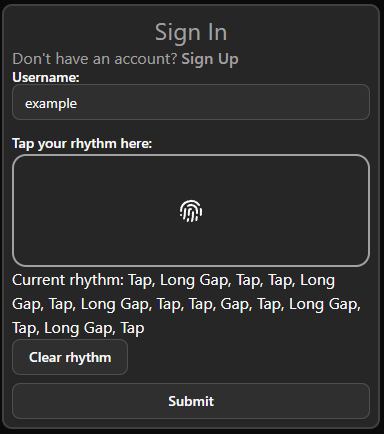 Sign In
Don't have an account? Sign Up
Username:
example
Tap your rhythm here:
Current rhythm: Tap, Long Gap, Tap, Tap, Long
Gap, Tap, Long Gap, Tap, Tap, Gap, Tap, Long Gap,
Tap, Long Gap, Tap
Clear rhythm
Submit